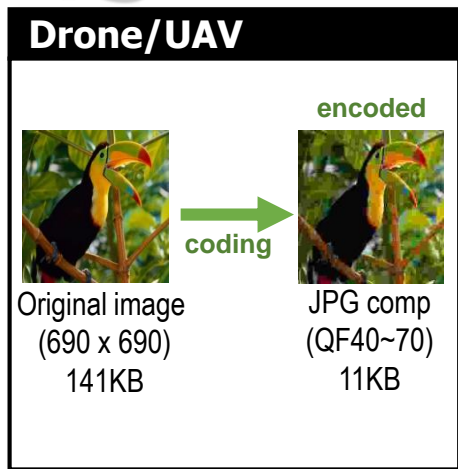 Drone/UAV
encoded
coding
Original image
(690 x 690)
141KB
JPG comp
(QF40~70)
11KB